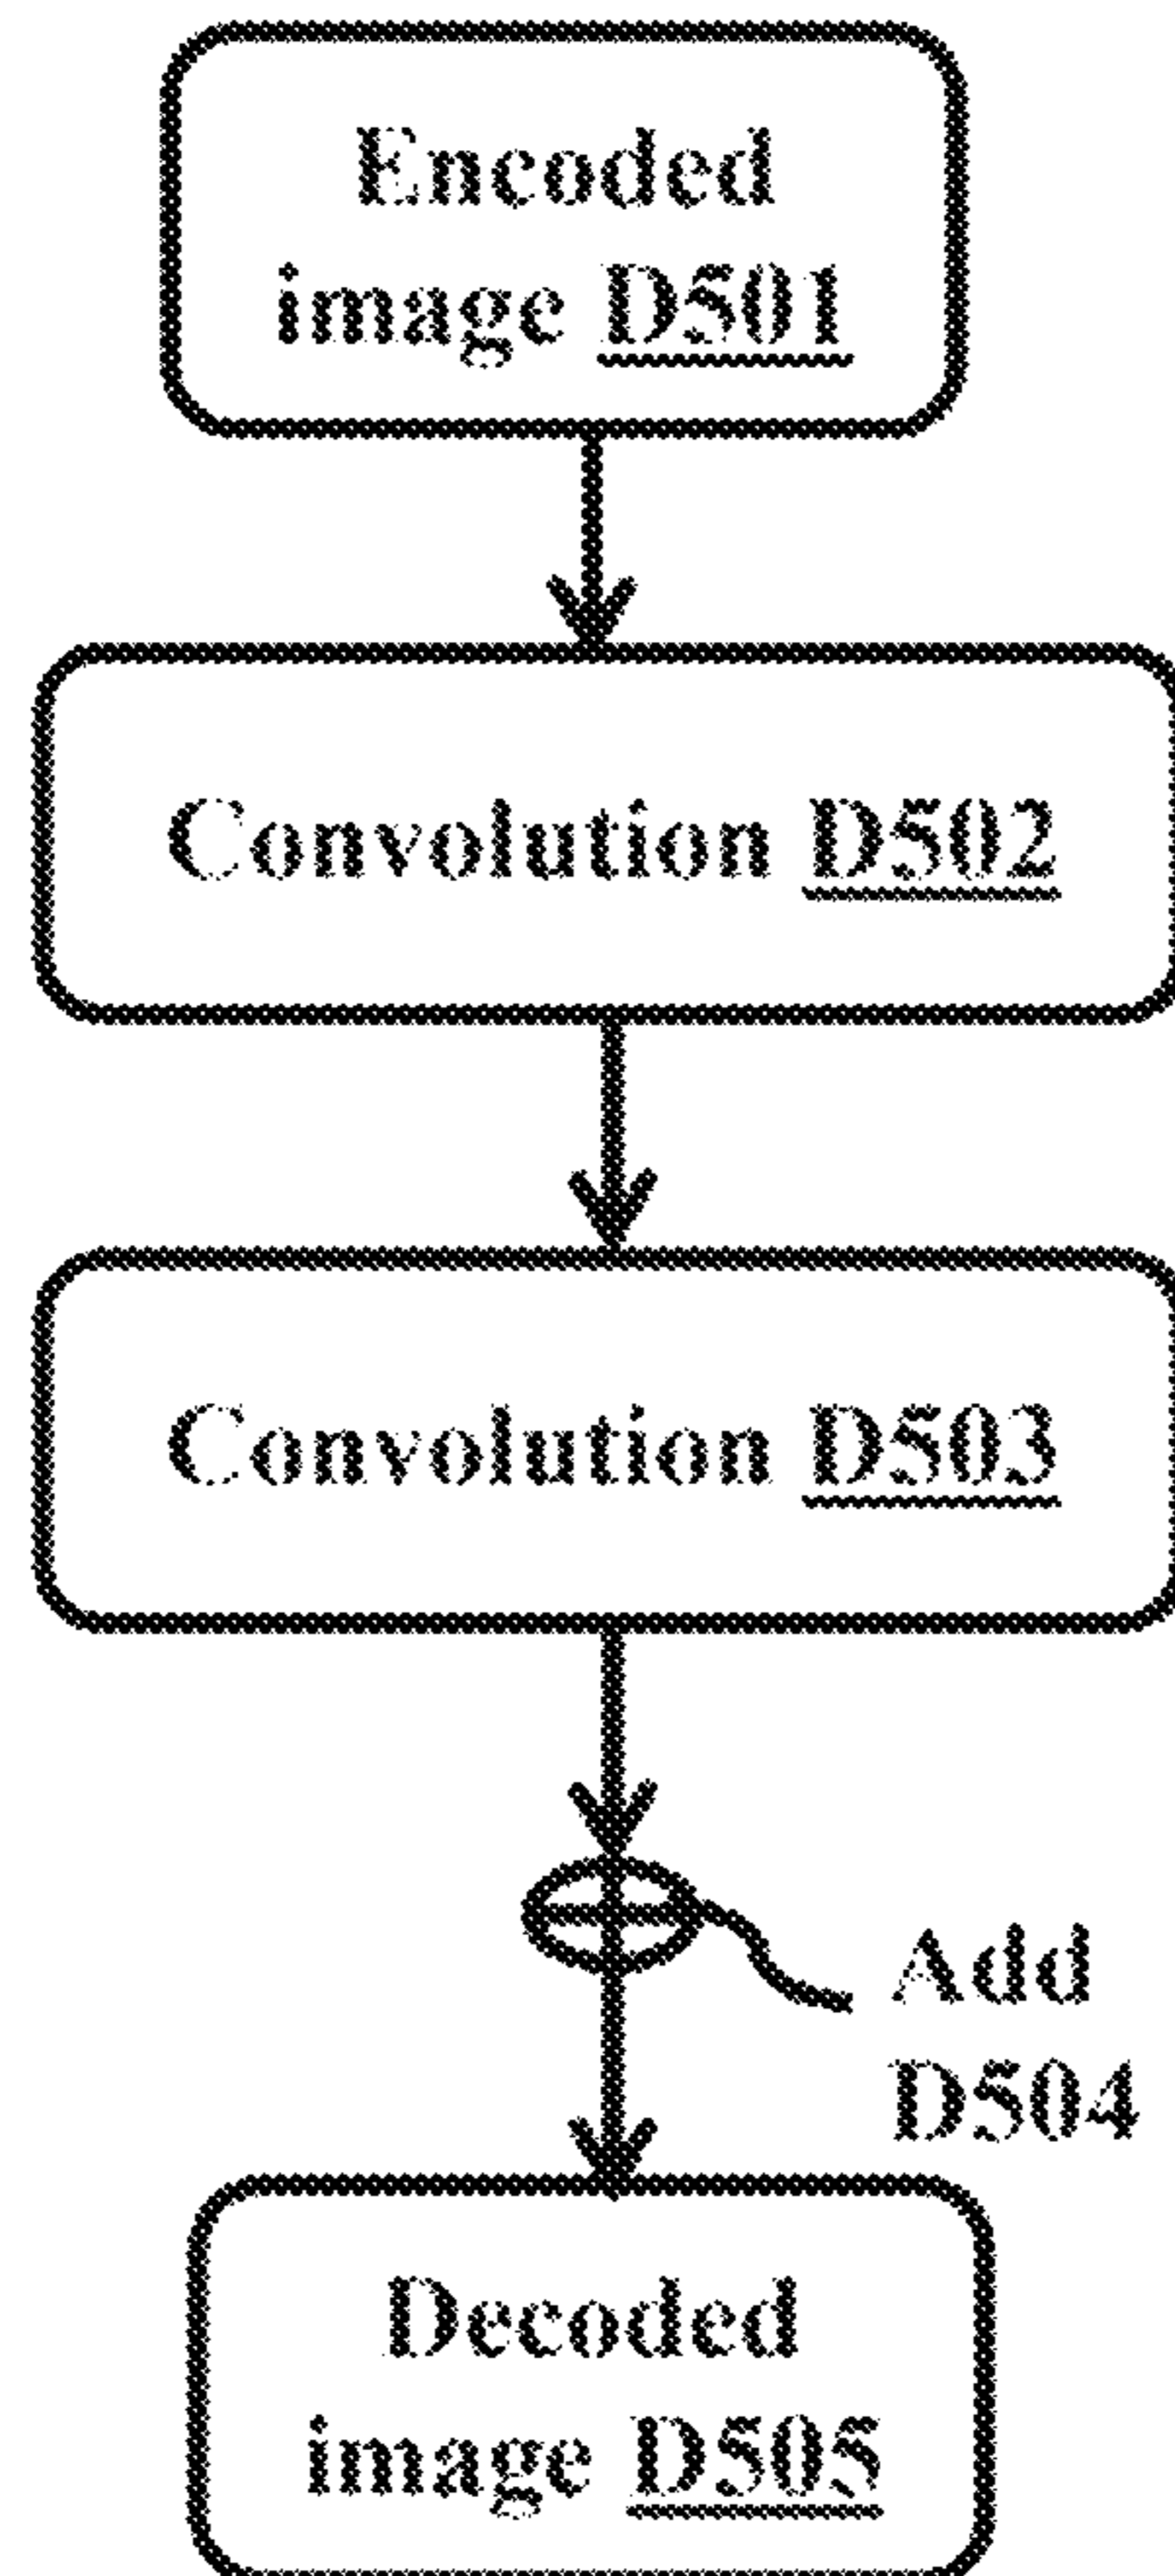 Encoded
image D501
Convolution D502
Convolution D503
Add
D504
Decoded
image D505